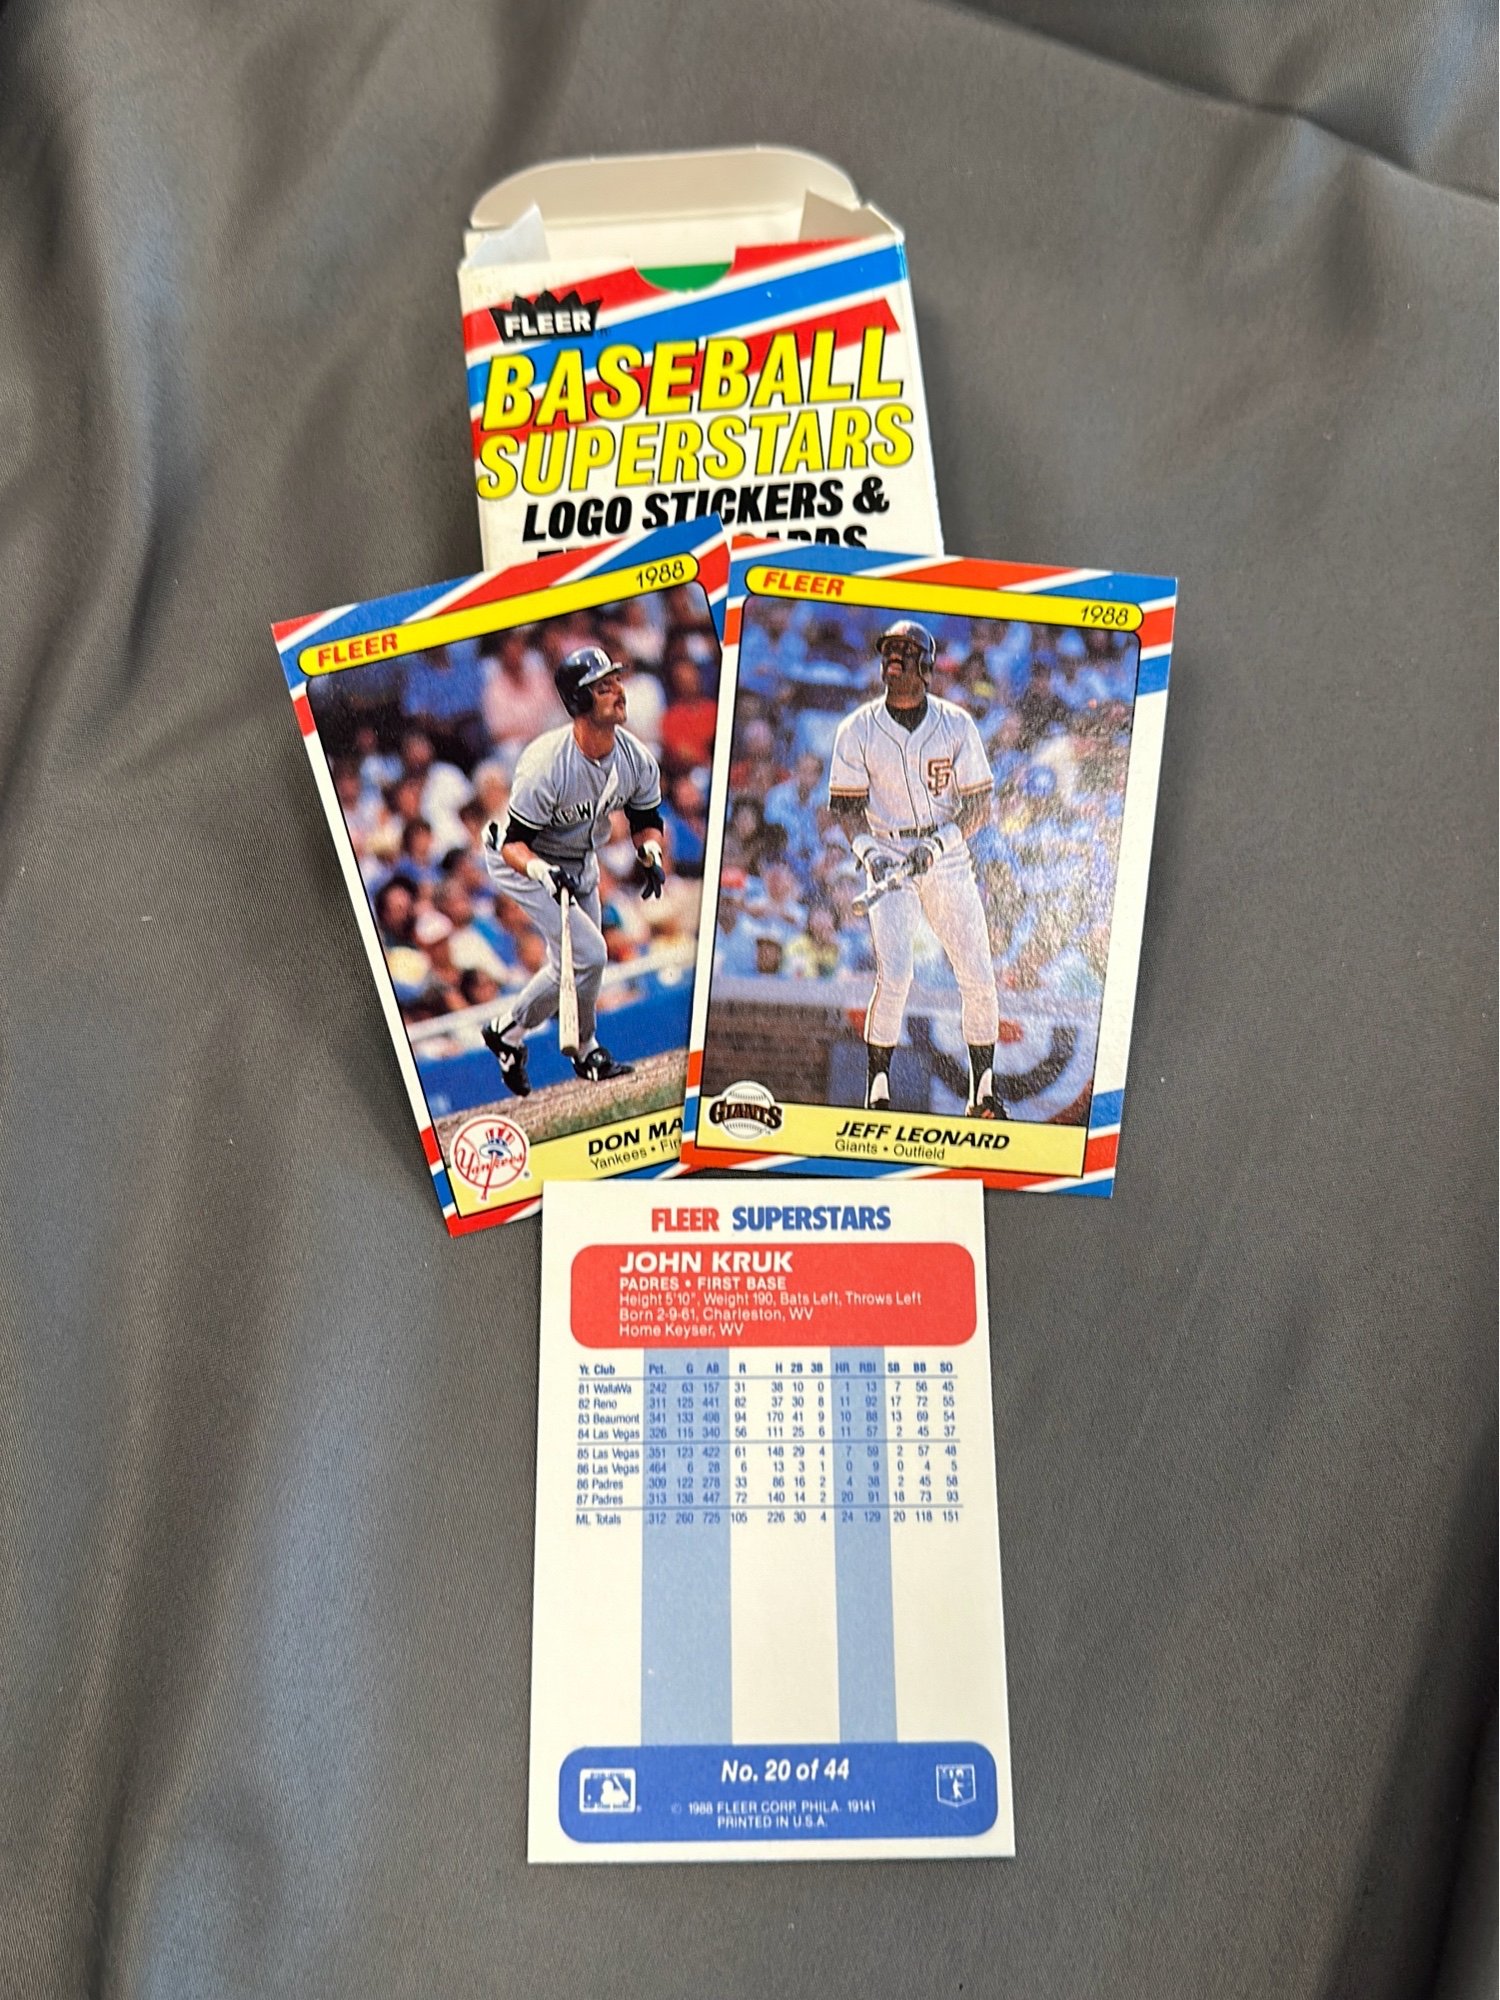 FLEER
BASEBALL
SUPERSTARS
LOGO STICKERS &
FLEER 1988
NEW
Yankees
DON MA
Yankees • Fir
FLEER 1988
SF
GIANTS
JEFF LEONARD
Giants • Outfield
FLEER SUPERSTARS
JOHN KRUK
PADRES • FIRST BASE
Height 5'10", Weight 190, Bats Left, Throws Left
Born 2-9-61, Charleston, WV
Home Keyser, WV
Yr. Club Pct. G AB R H 2B 3B HR RBI SB BB SO
81 WallaWa .242 63 157 31 38 10 0 1 13 7 56 45
82 Reno .311 125 441 82 37 30 8 11 92 17 72 55
83 Beaumont .341 133 498 94 170 41 9 10 88 13 69 54
84 Las Vegas .326 115 340 56 111 25 6 11 57 2 45 37
85 Las Vegas .351 123 422 61 148 29 4 7 59 2 57 48
86 Las Vegas .464 6 28 6 13 3 1 0 9 0 4 5
86 Padres .309 122 278 33 86 16 2 4 38 2 45 58
87 Padres .313 138 447 72 140 14 2 20 91 18 73 93
ML Totals .312 260 725 105 226 30 4 24 129 20 118 151
No. 20 of 44
© 1988 FLEER CORP. PHILA. 19141
PRINTED IN U.S.A.